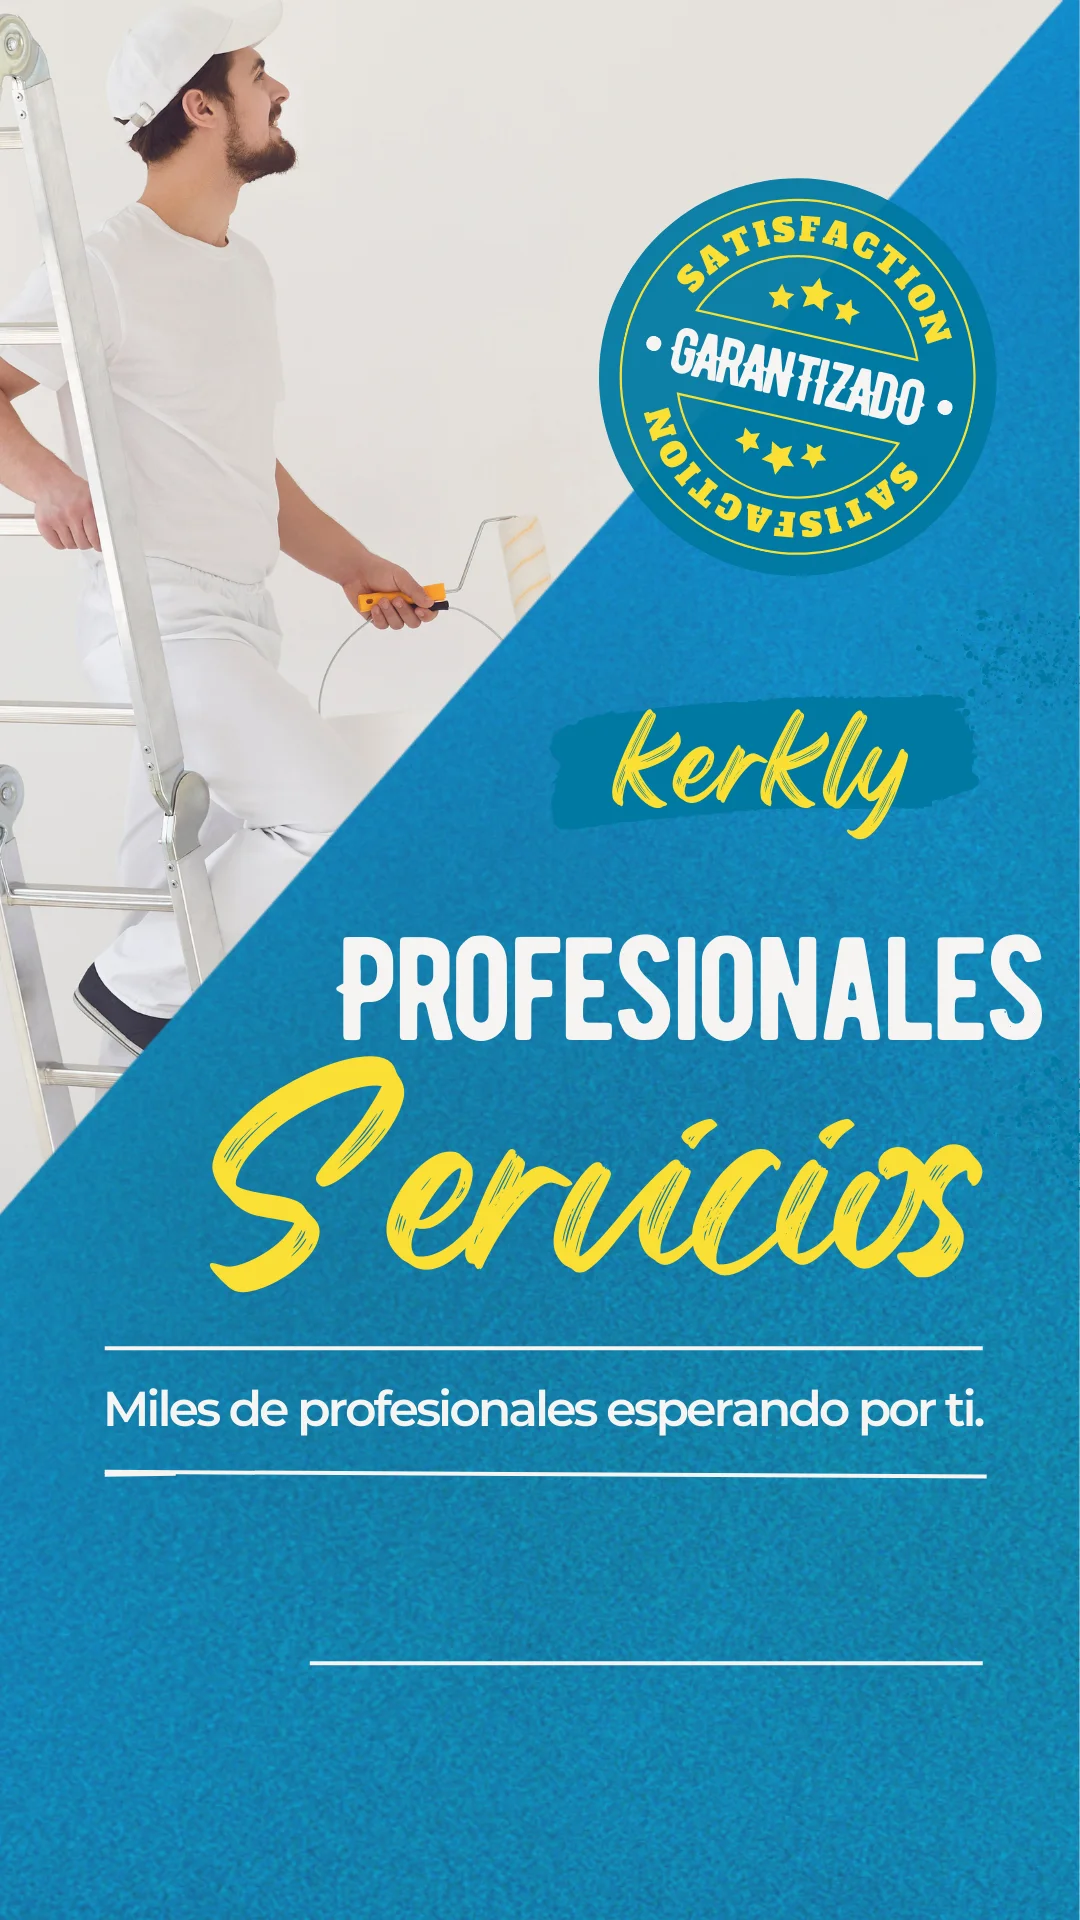 SATISFACTION
GARANTIZADO
SATISFACTION
kerkly
PROFESIONALES
Servicios
Miles de profesionales esperando por ti.